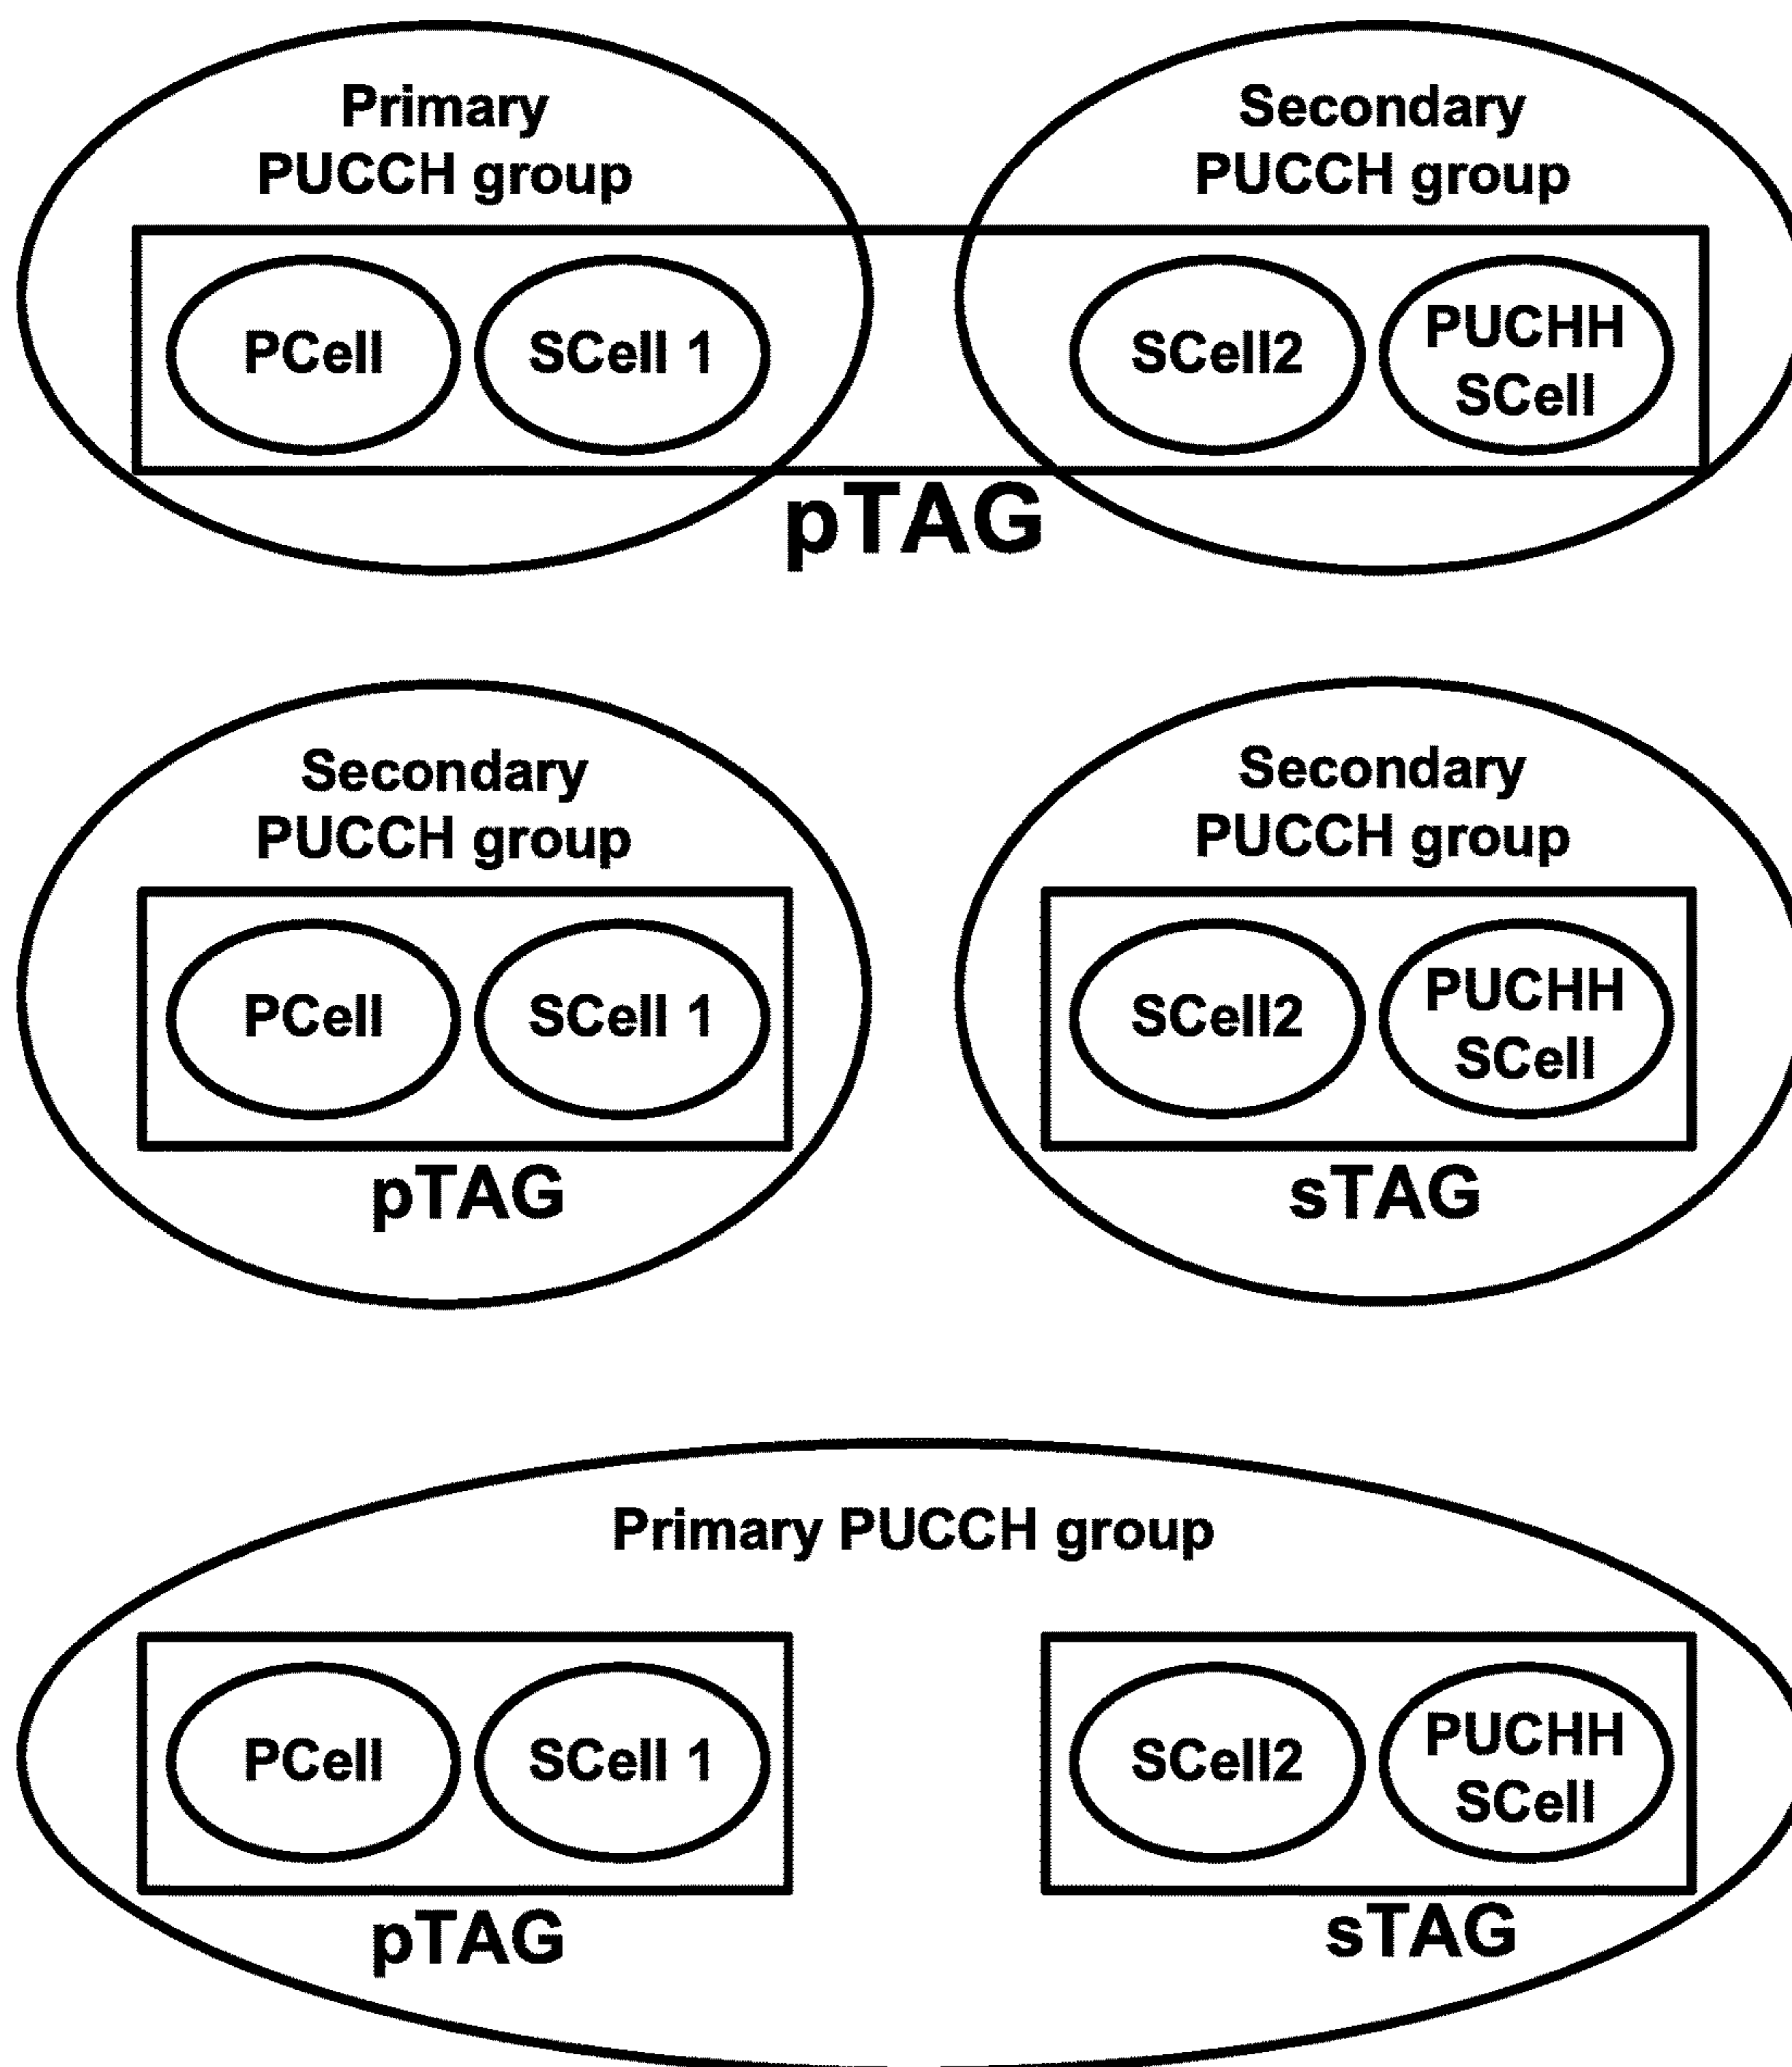 Primary
PUCCH group
Secondary
PUCCH group
PCell
SCell 1
SCell2
PUCHH
SCell
pTAG
Secondary
PUCCH group
Secondary
PUCCH group
PCell
SCell 1
SCell2
PUCHH
SCell
pTAG
sTAG
Primary PUCCH group
PCell
SCell 1
SCell2
PUCHH
SCell
pTAG
sTAG